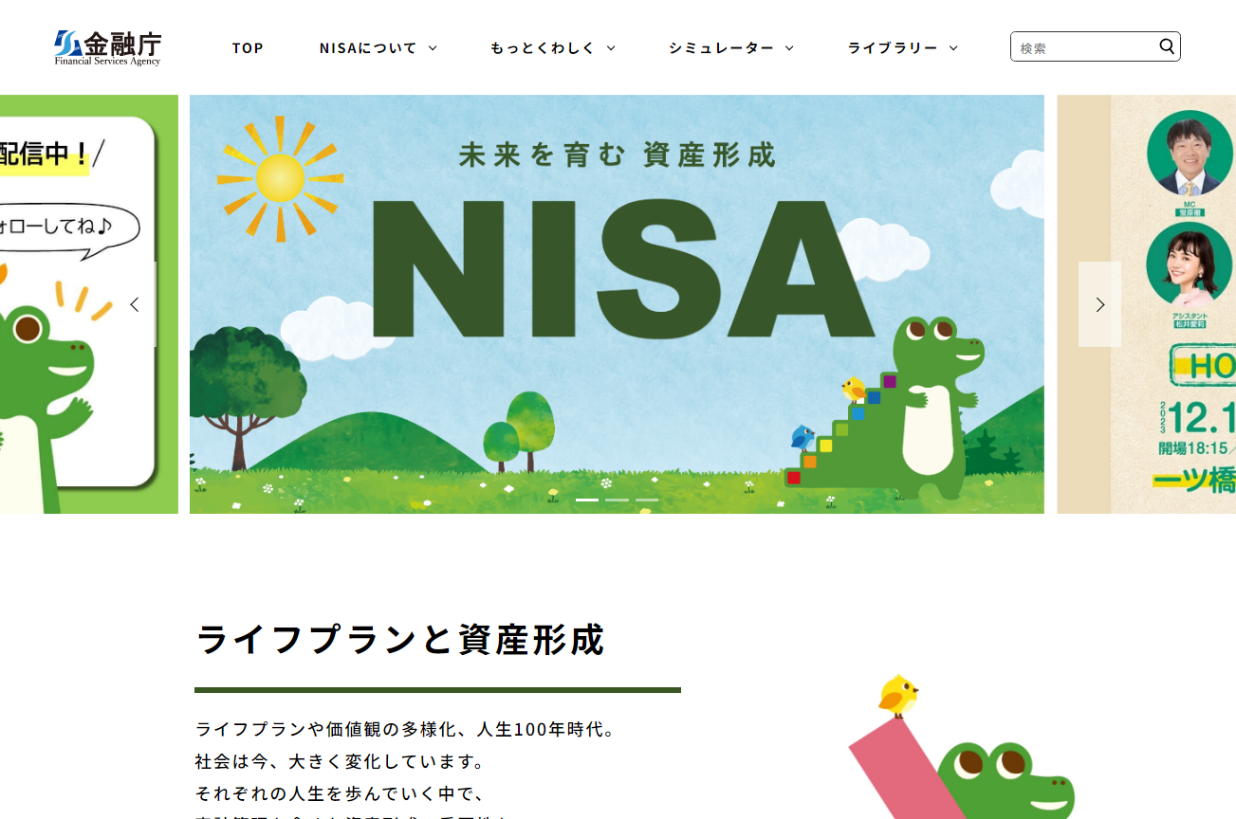 金融庁
Financial Services Agency
TOP
NISAについて
もっとくわしく
シミュレーター
ライブラリー
検索
配信中！
ォローしてね♪
未来を育む 資産形成
NISA
MC
アシスタント
松井愛莉
HO
2023
12.1
開場18:15／
一ツ橋
ライフプランと資産形成
ライフプランや価値観の多様化、人生100年時代。
社会は今、大きく変化しています。
それぞれの人生を歩んでいく中で、